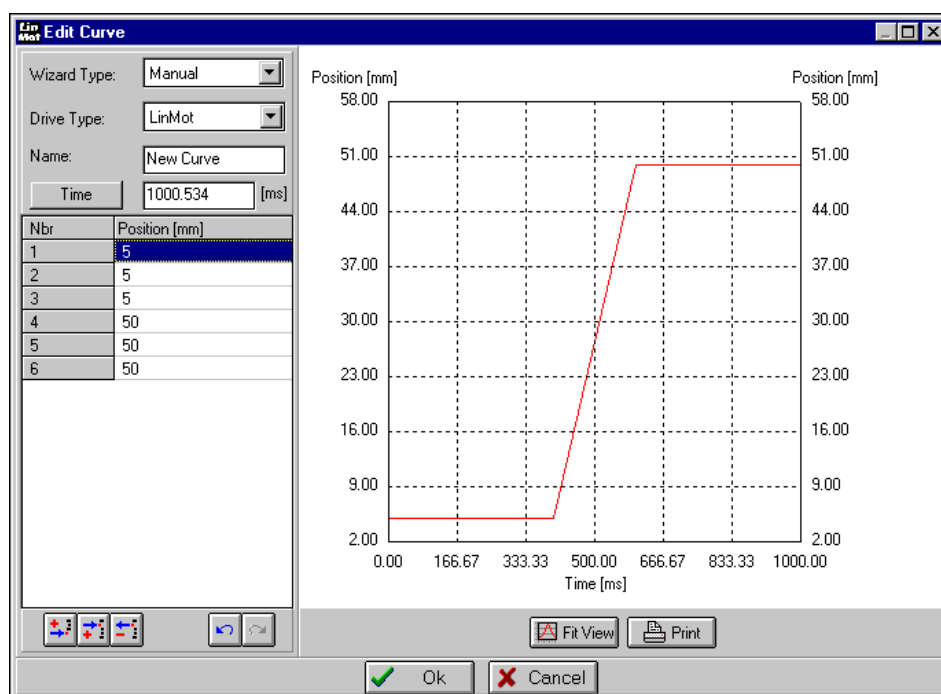 Lin Mot Edit Curve
Wizard Type: Manual
Drive Type: LinMot
Name: New Curve
Time 1000.534 [ms]
Nbr Position [mm]
1 5
2 5
3 5
4 50
5 50
6 50
Position [mm] Position [mm]
58.00 58.00
51.00 51.00
44.00 44.00
37.00 37.00
30.00 30.00
23.00 23.00
16.00 16.00
9.00 9.00
2.00 2.00
0.00 166.67 333.33 500.00 666.67 833.33 1000.00
Time [ms]
Fit View Print
Ok Cancel